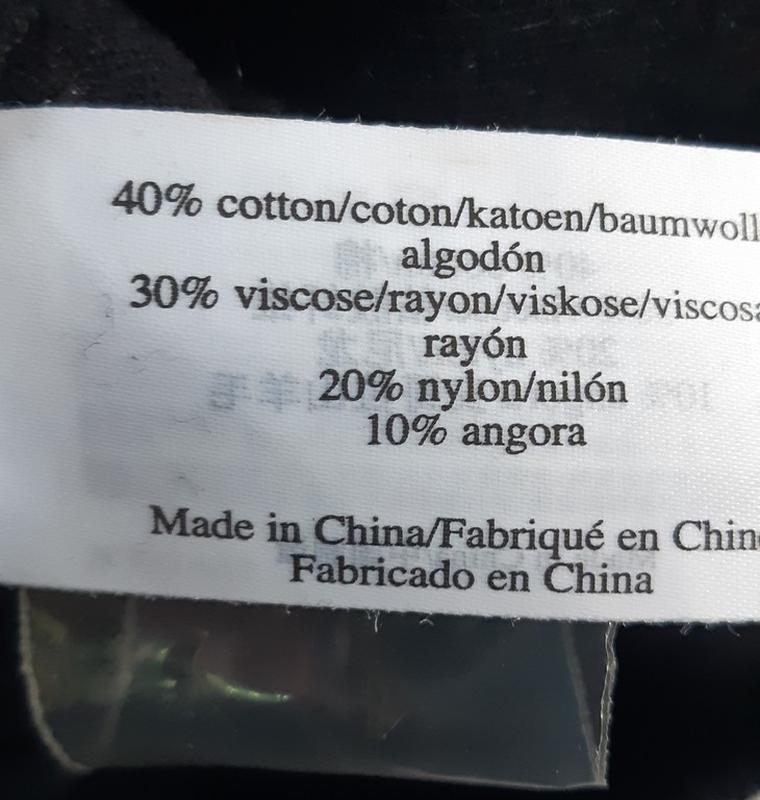 40% cotton/coton/katoen/baumwoll
algodón
30% viscose/rayon/viskose/viscosa
rayón
20% nylon/nilón
10% angora
Made in China/Fabriqué en Chin
Fabricado en China